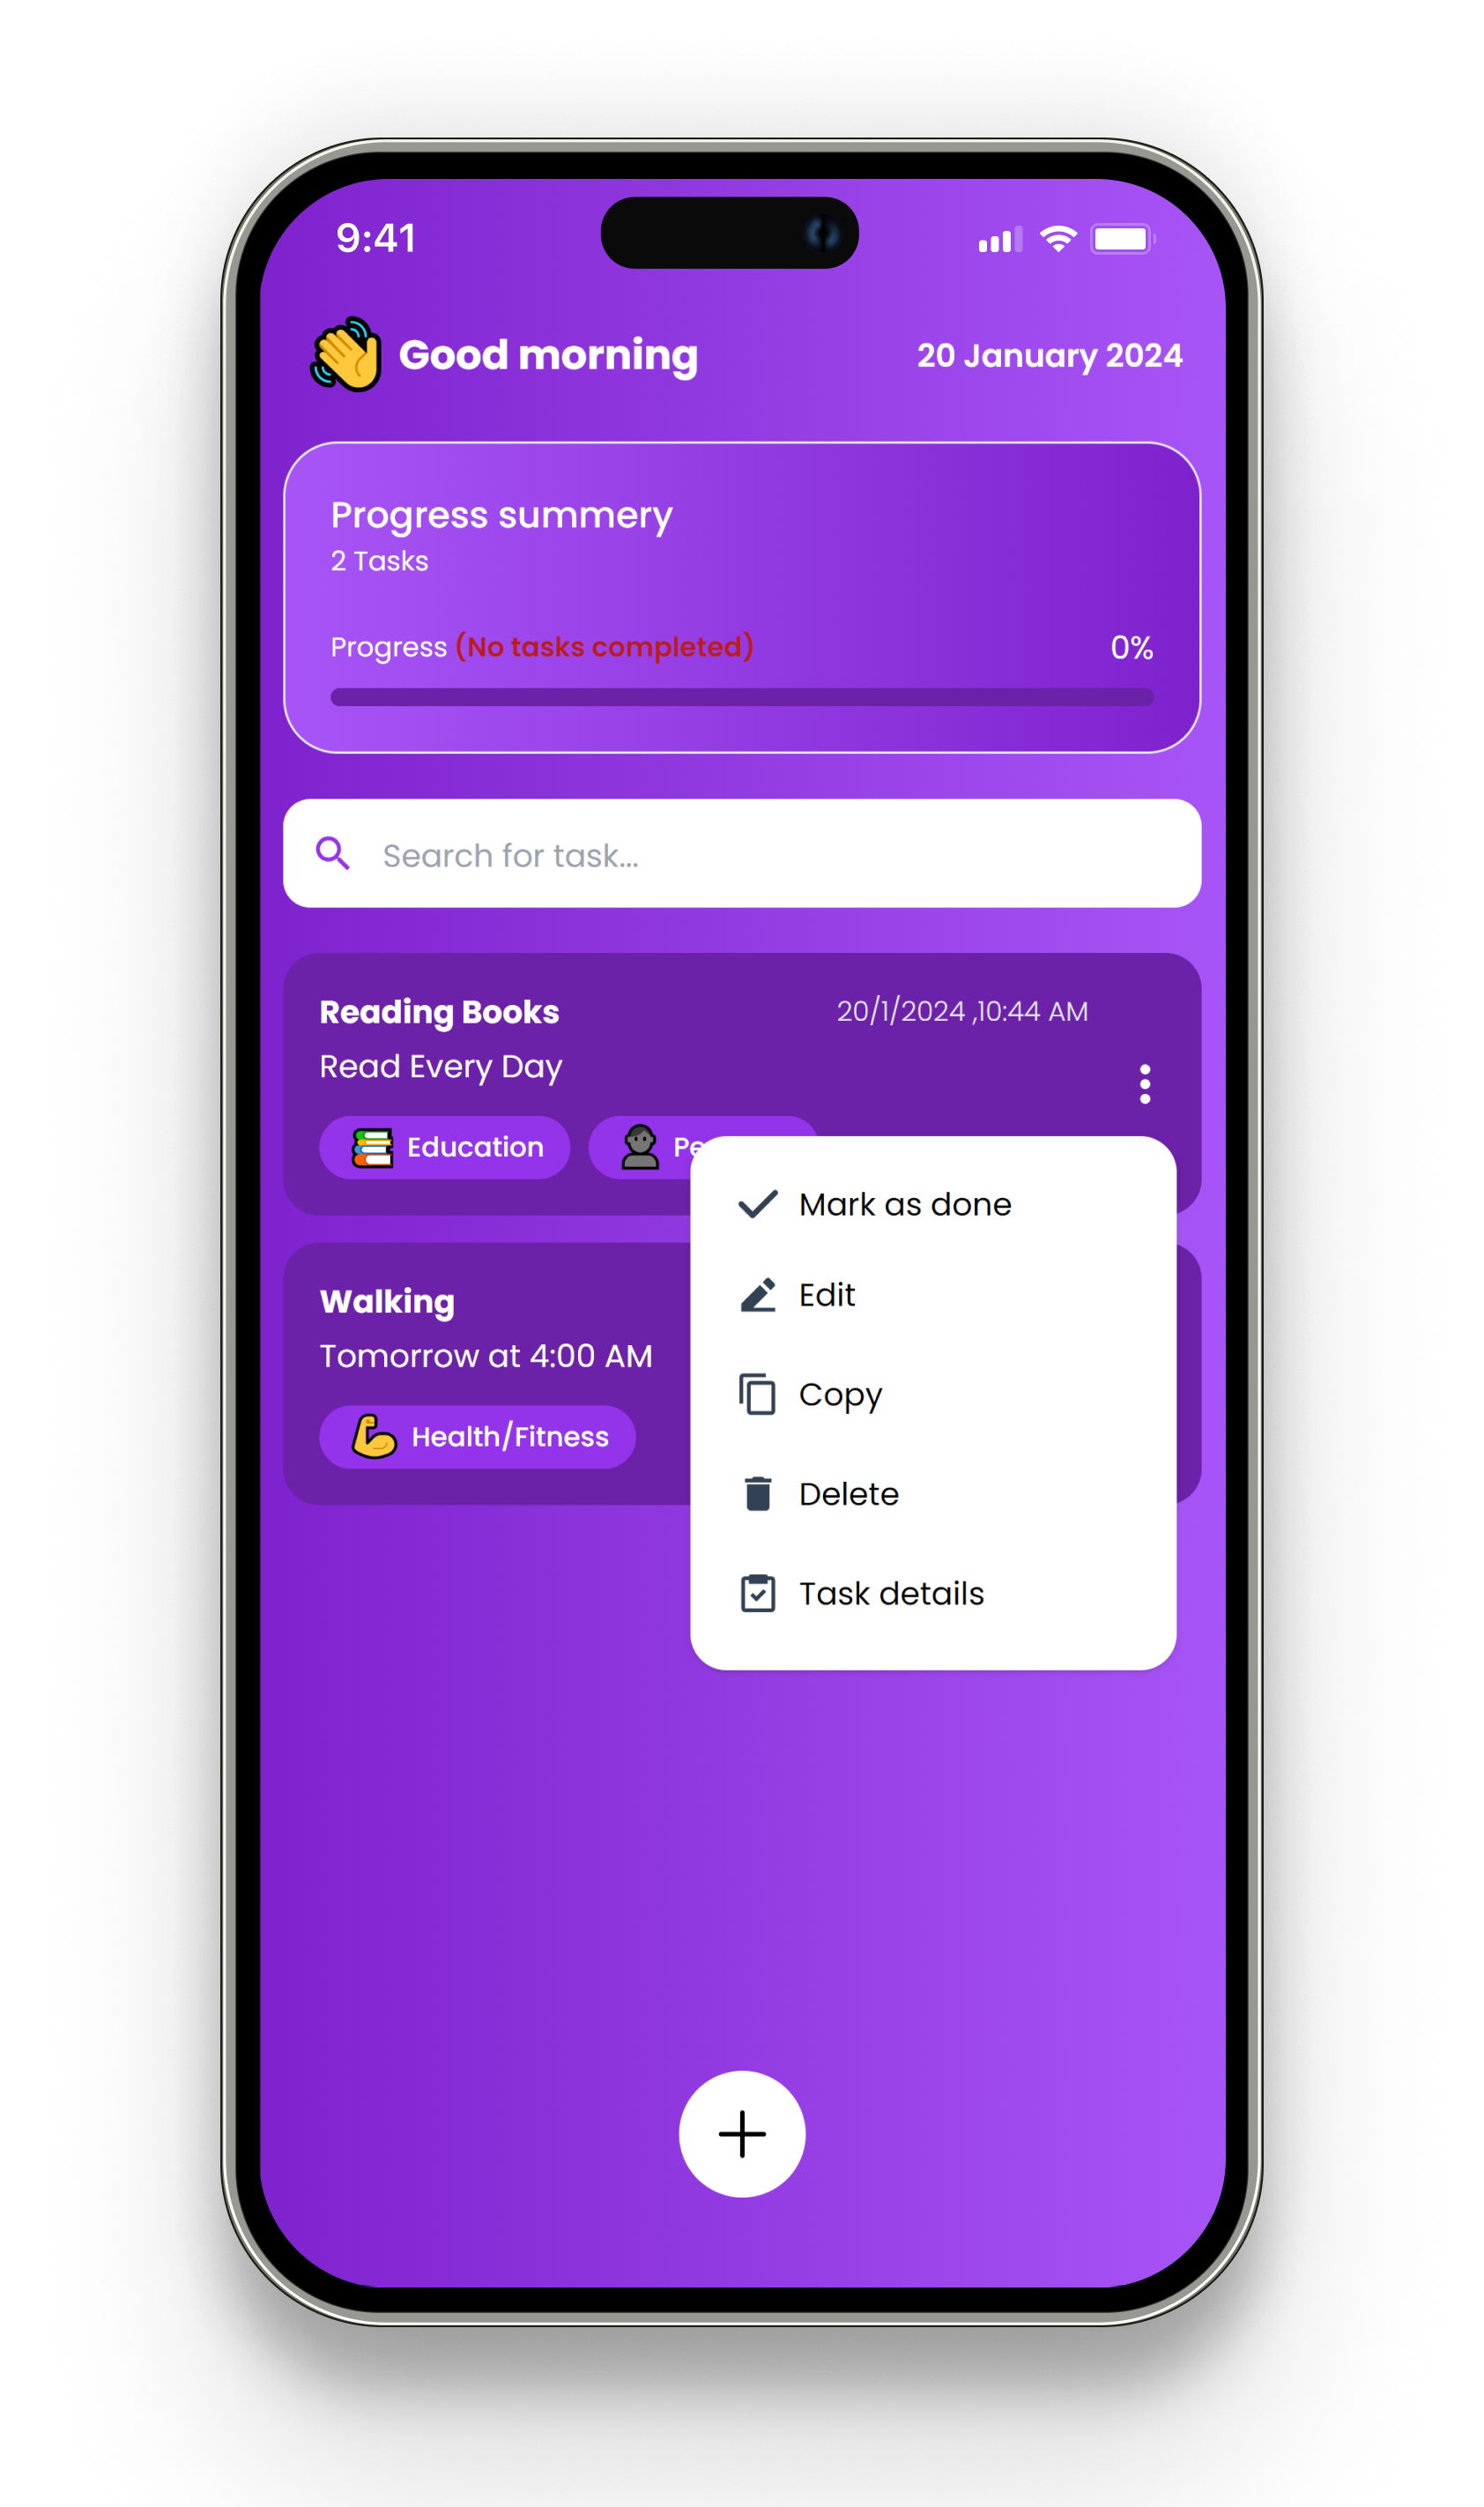 9:41
Good morning
20 January 2024
Progress summery
2 Tasks
Progress (No tasks completed)
0%
Search for task...
Reading Books
20/1/2024 ,10:44 AM
Read Every Day
Education
Mark as done
Edit
Copy
Delete
Task details
Walking
Tomorrow at 4:00 AM
Health/Fitness